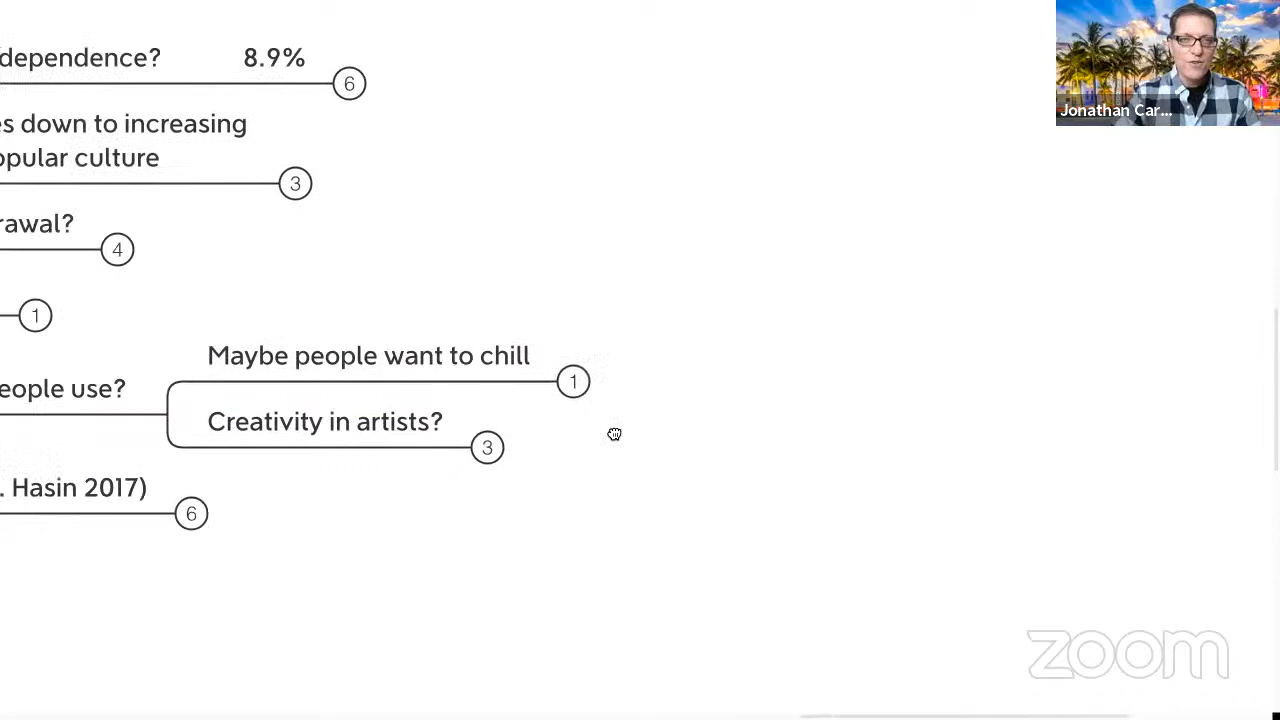 dependence? 8.9%
6
es down to increasing
opular culture
3
rawal?
4
1
Maybe people want to chill
1
eople use?
Creativity in artists?
3
. Hasin 2017)
6
Jonathan Car...
zoom